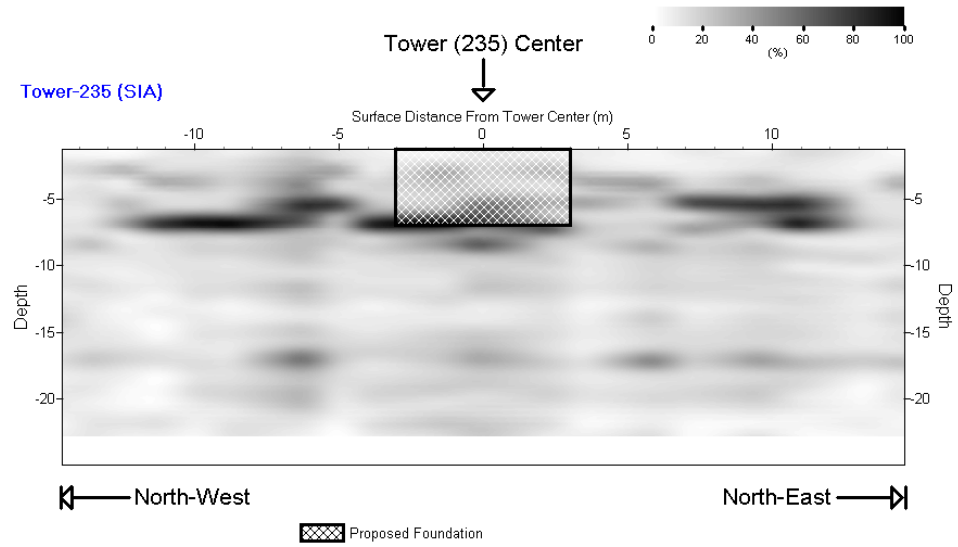 0 20 40 60 80 100
(%)
Tower (235) Center
Tower-235 (SIA)
Surface Distance From Tower Center (m)
-10 -5 0 5 10
-5 -5
-10 -10
-15 -15
-20 -20
Depth
Depth
North-West
North-East
Proposed Foundation